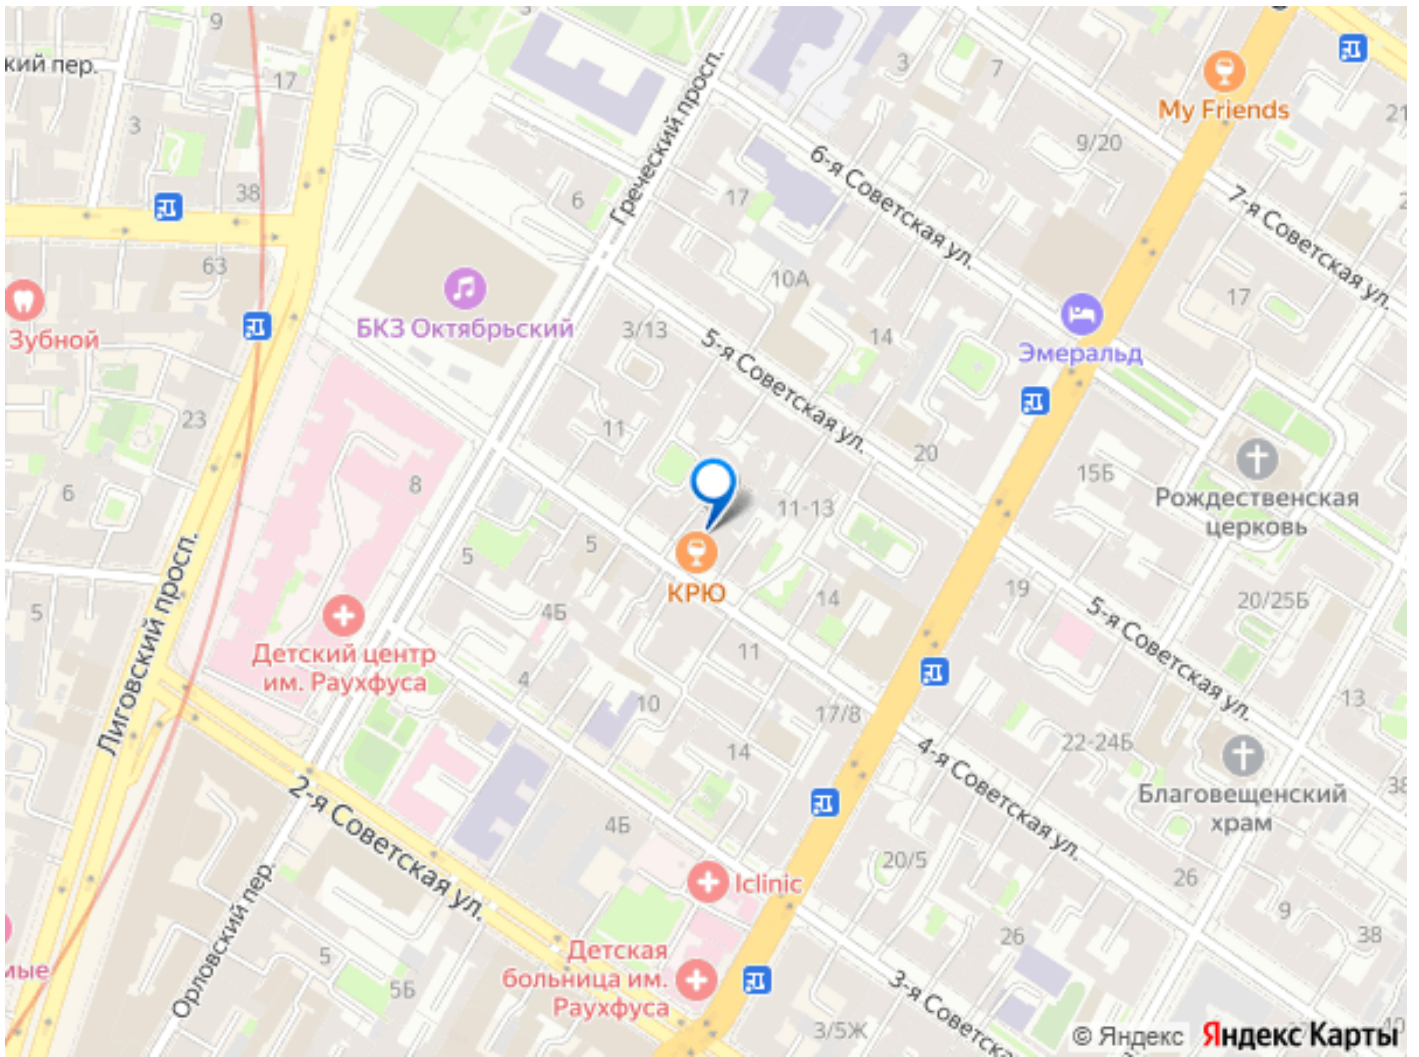 9
3
кий пер.
17
3
7
My Friends
21
9/20
Греческий просп.
6-я Советская ул.
17
38
6
7-я Советская ул.
63
10А
17
БКЗ Октябрьский
3/13
14
Зубной
5-я Советская ул.
Эмеральд
23
11
20
15Б
6
8
11-13
Рождественская
церковь
5
5
КРЮ
14
19
20/25Б
5
4Б
5-я Советская ул.
Лиговский просп.
Детский центр
им. Раухфуса
11
4
10
17/8
13
22-24Б
14
4-я Советская ул.
Благовещенский
храм
38
2-я Советская ул.
4Б
20/5
26
Iclinic
9
Орловский пер.
26
38
5
Детская
больница им.
Раухфуса
мые
5Б
3-я Советска
3/5Ж
40
© Яндекс
Яндекс Карты